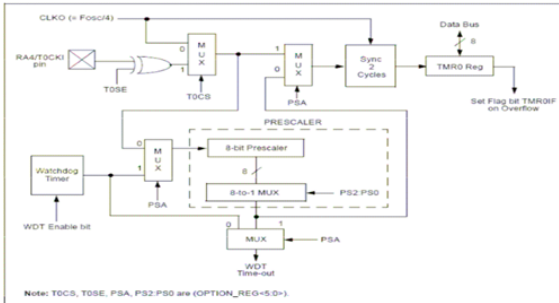 CLKO (= Fosc/4)
Data Bus
RA4/T0CKI
pin
T0SE
0
1
M
U
X
T0CS
1
0
M
U
X
PSA
Sync
2
Cycles
8
TMR0 Reg.
Set Flag bit TMR0IF
on Overflow
PRESCALER
0
1
M
U
X
PSA
8-bit Prescaler
8
8-to-1 MUX
PS2:PS0
Watchdog
Timer
WDT Enable bit
0
1
MUX
PSA
WDT
Time-out
Note: T0CS, T0SE, PSA, PS2:PS0 are (OPTION_REG<5:0>).